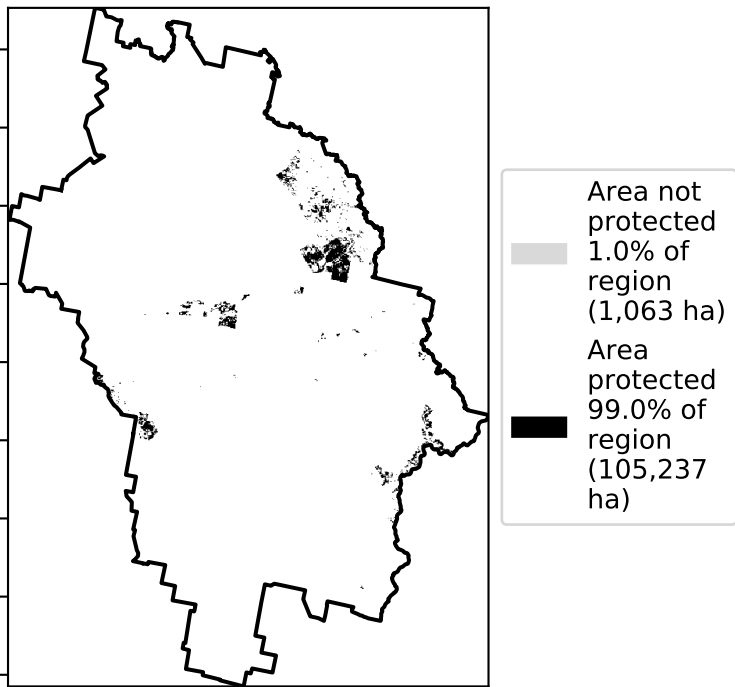 Area not
protected
1.0% of
region
(1,063 ha)
Area
protected
99.0% of
region
(105,237
ha)